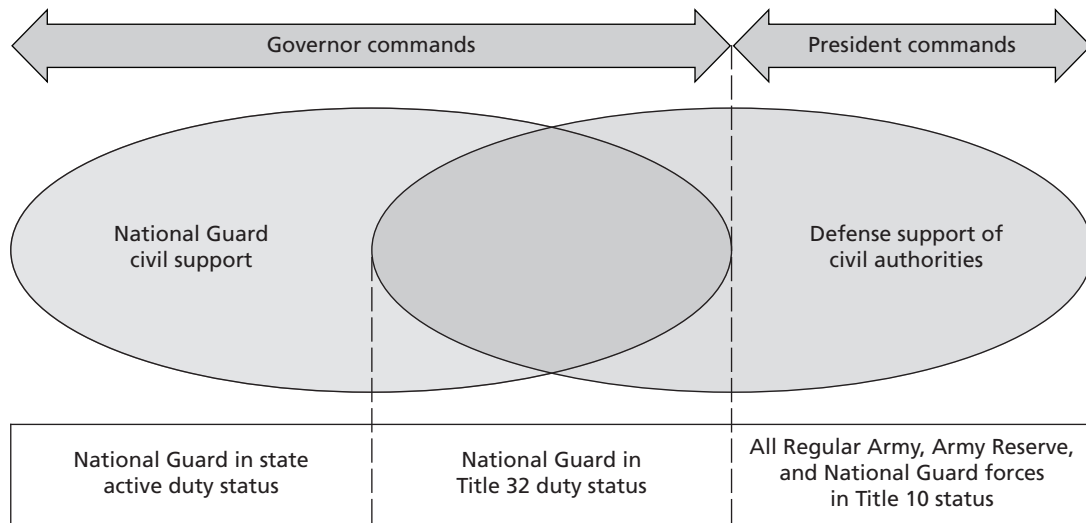 Governor commands
President commands
National Guard
civil support
Defense support of
civil authorities
National Guard in state
active duty status
National Guard in
Title 32 duty status
All Regular Army, Army Reserve,
and National Guard forces
in Title 10 status